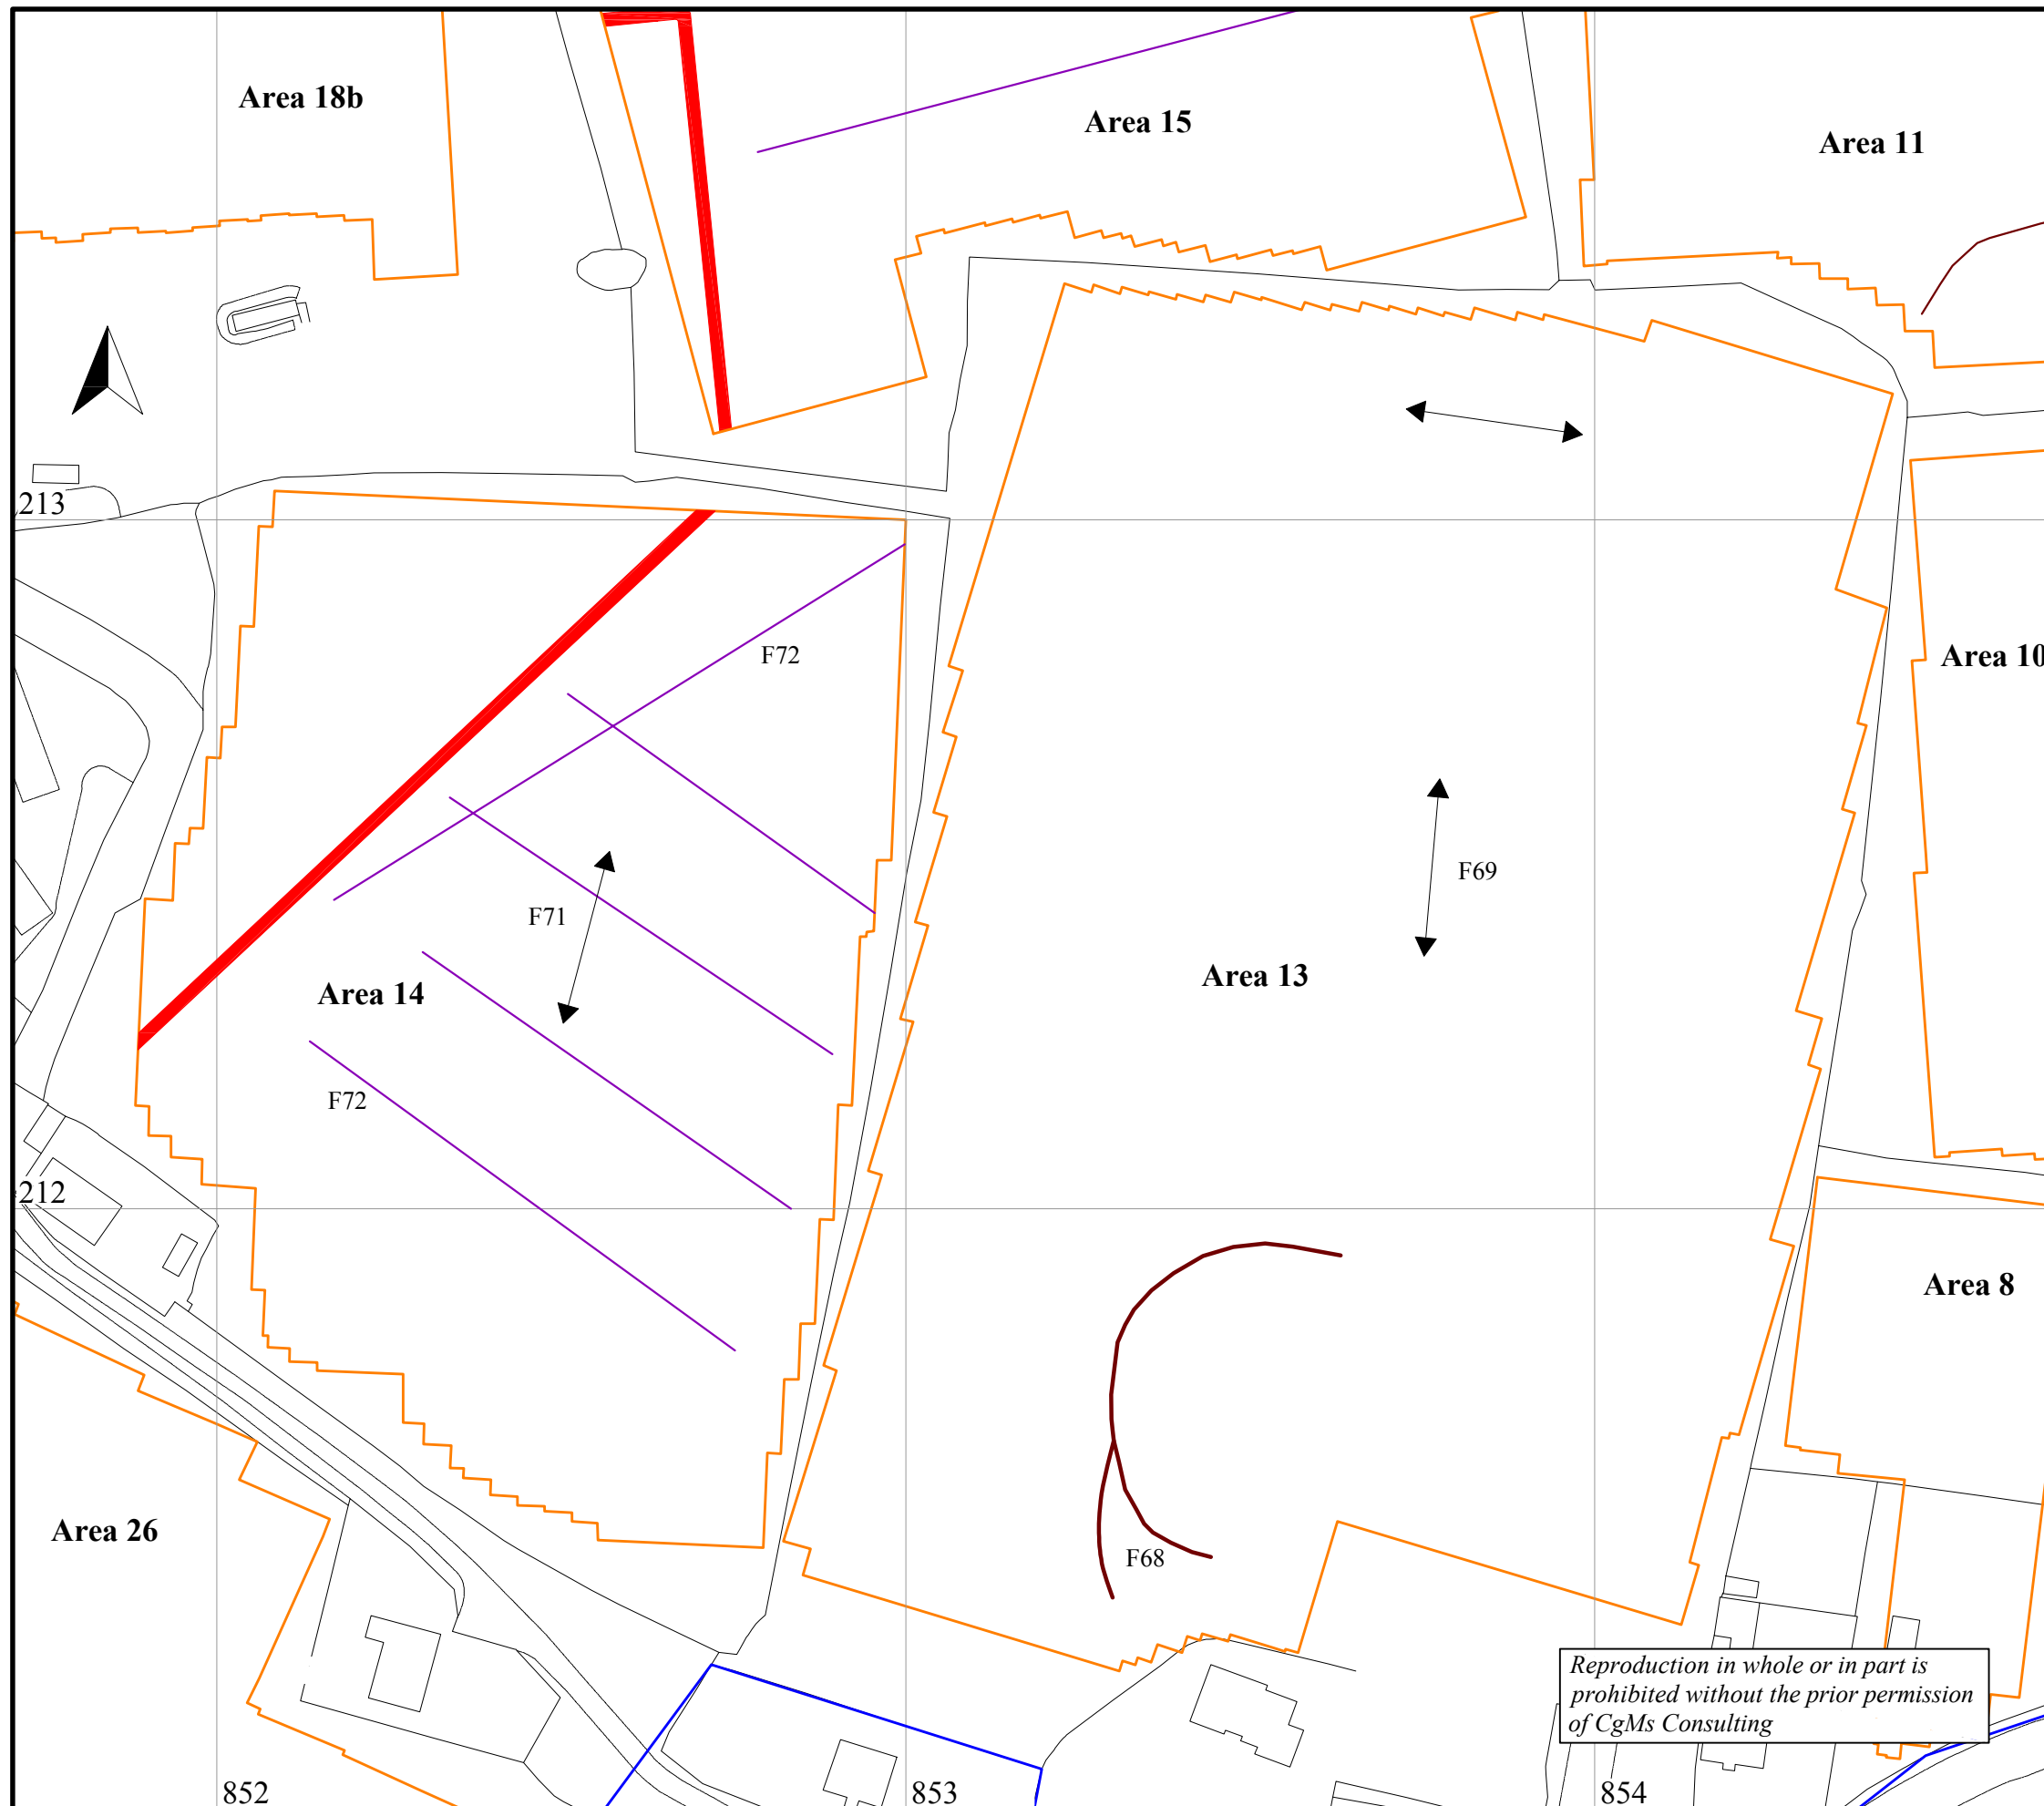 Area 18b
Area 15
Area 11
213
F72
Area 10
F69
F71
Area 13
Area 14
F72
212
Area 8
Area 26
F68
Reproduction in whole or in part is
prohibited without the prior permission
of CgMs Consulting
852
853
854